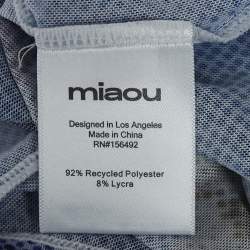 miaou
Designed in Los Angeles
Made in China
RN#156492
92% Recycled Polyester
8% Lycra